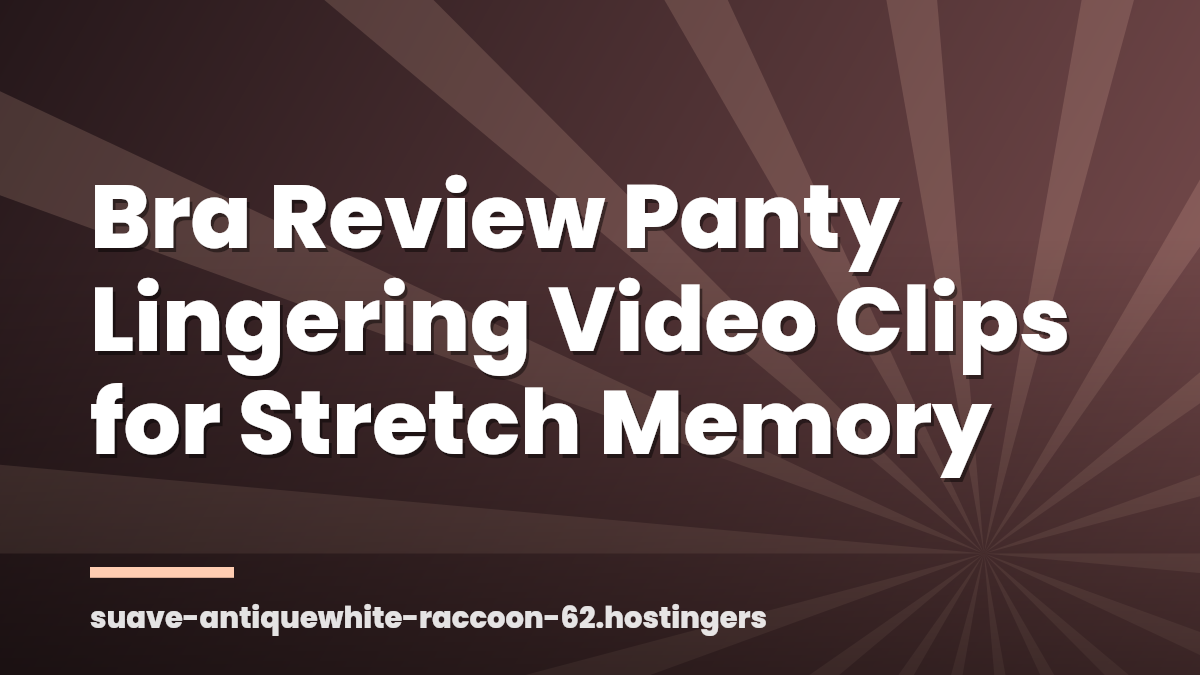 Bra Review Panty
Lingering Video Clips
for Stretch Memory
suave-antiquewhite-raccoon-62.hostingers